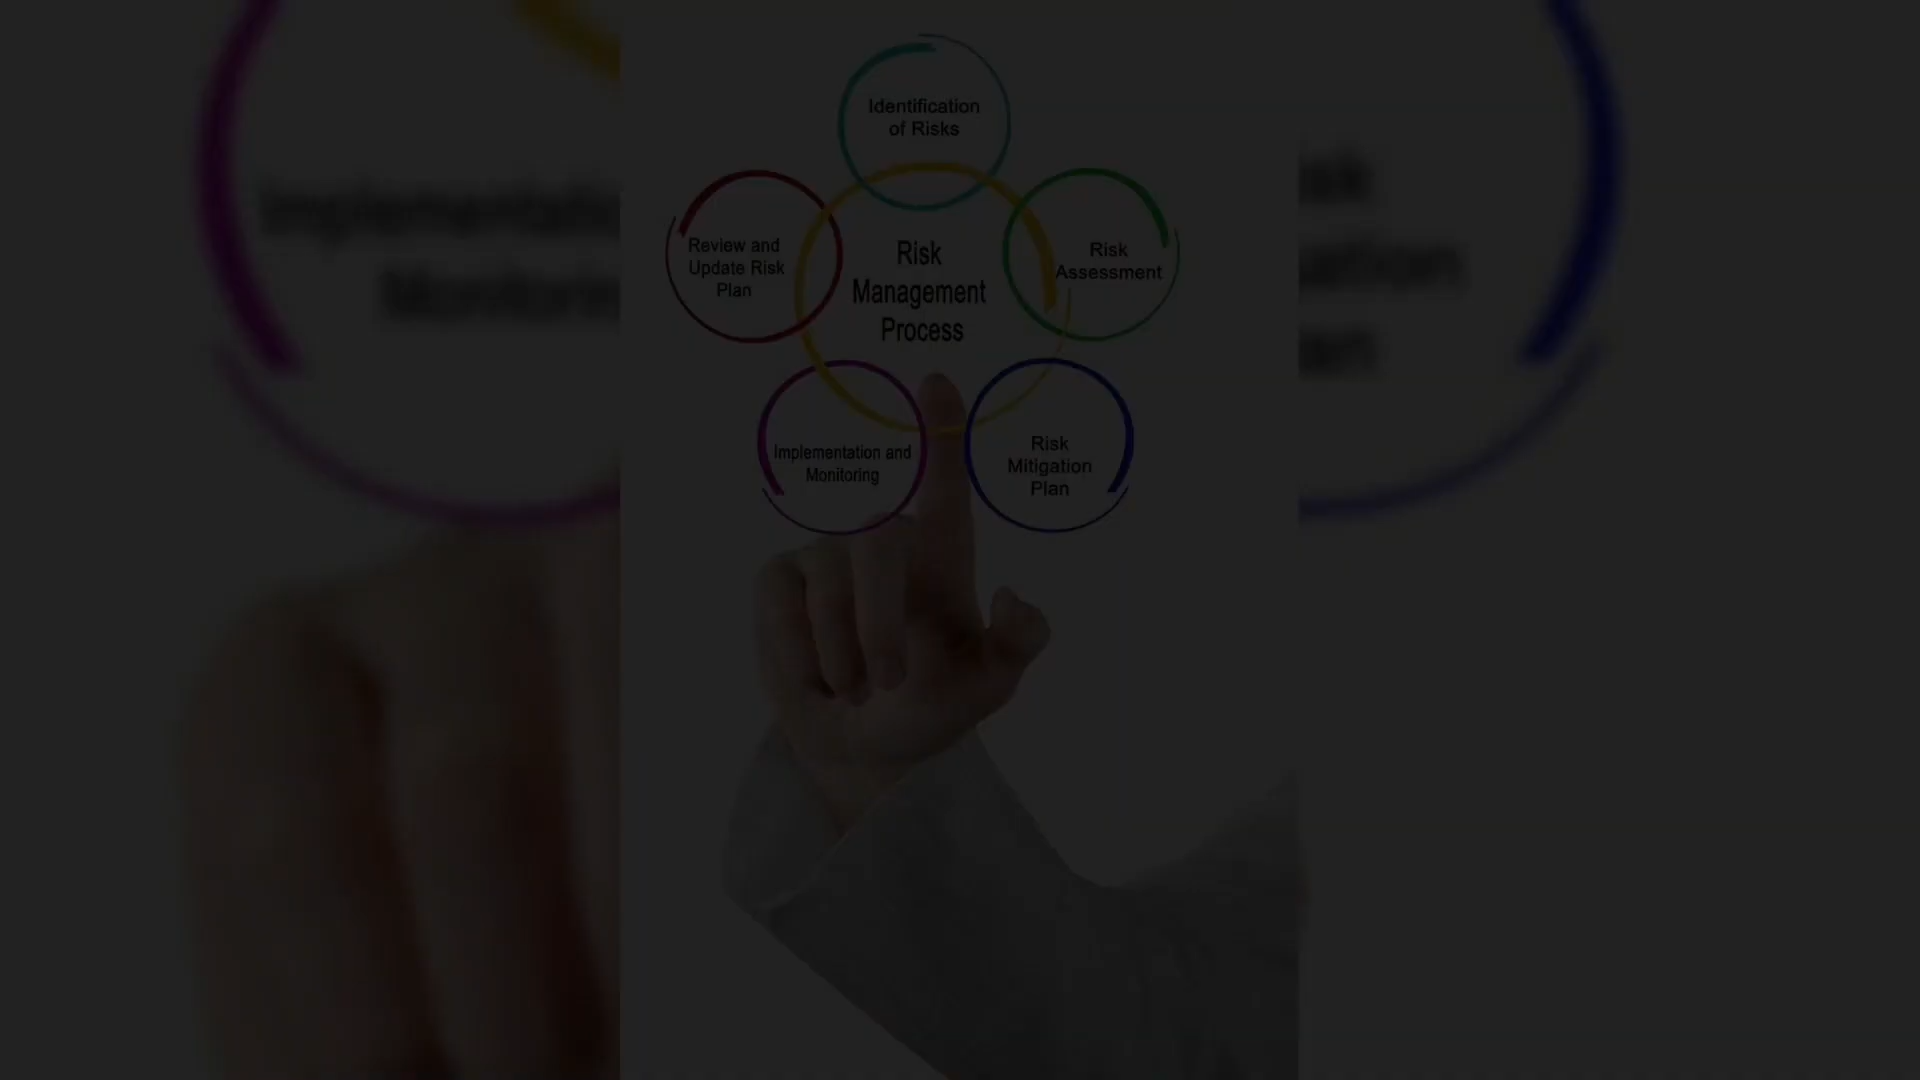 Identification
of Risks
Review and
Update Risk
Plan
Risk
Management
Process
Risk
Assessment
Implementation and
Monitoring
Risk
Mitigation
Plan